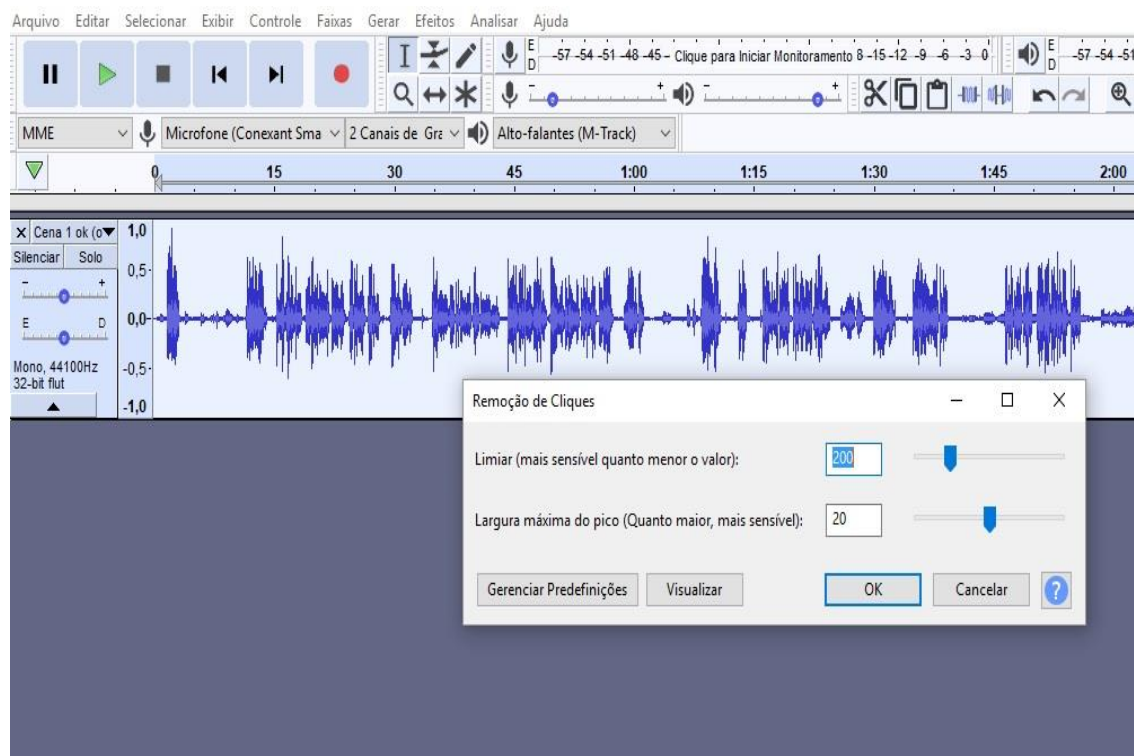 Arquivo Editar Selecionar Exibir Controle Faixas Gerar Efeitos Analisar Ajuda
E D -57 -54 -51 -48 -45 - Clique para Iniciar Monitoramento 8 -15 -12 -9 -6 -3 0 E D -57 -54 -51
- + - +
MME Microfone (Conexant Sma 2 Canais de Gra Alto-falantes (M-Track)
0 15 30 45 1:00 1:15 1:30 1:45 2:00
X Cena 1 ok (o 1,0
Silenciar Solo
- + 0,5
E D 0,0
Mono, 44100Hz -0,5
32-bit flut
-1,0
Remoção de Cliques
Limiar (mais sensível quanto menor o valor): 200
Largura máxima do pico (Quanto maior, mais sensível): 20
Gerenciar Predefinições Visualizar OK Cancelar ?